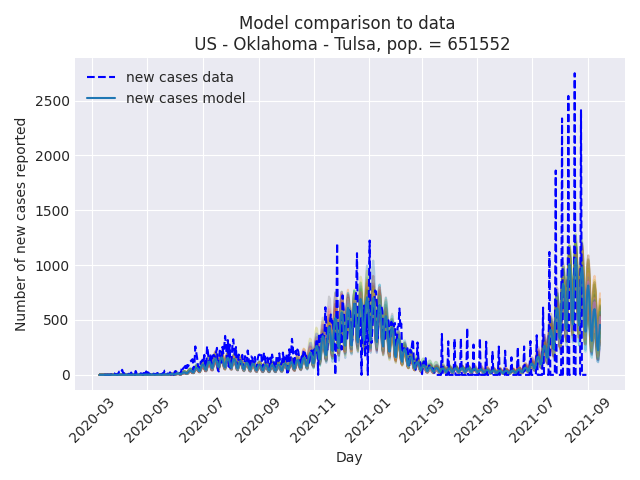 Model comparison to data
US - Oklahoma - Tulsa, pop. = 651552
new cases data
new cases model
Number of new cases reported
2500
2000
1500
1000
500
0
2020-03
2020-05
2020-07
2020-09
2020-11
2021-01
2021-03
2021-05
2021-07
2021-09
Day